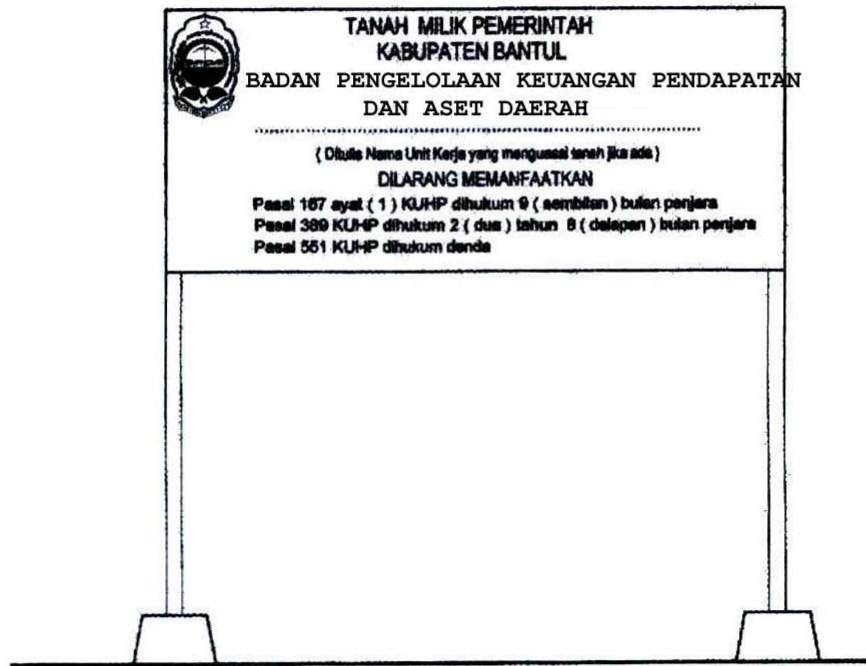 TANAH MILIK PEMERINTAH
KABUPATEN BANTUL
BADAN PENGELOLAAN KEUANGAN PENDAPATAN
DAN ASET DAERAH
( Ditulis Nama Unit Kerja yang menguasai tanah jika ada )
DILARANG MEMANFAATKAN
Pasal 167 ayat ( 1 ) KUHP dihukum 9 ( sembilan ) bulan penjara
Pasal 389 KUHP dihukum 2 ( dua ) tahun 8 ( delapan ) bulan penjara
Pasal 551 KUHP dihukum denda